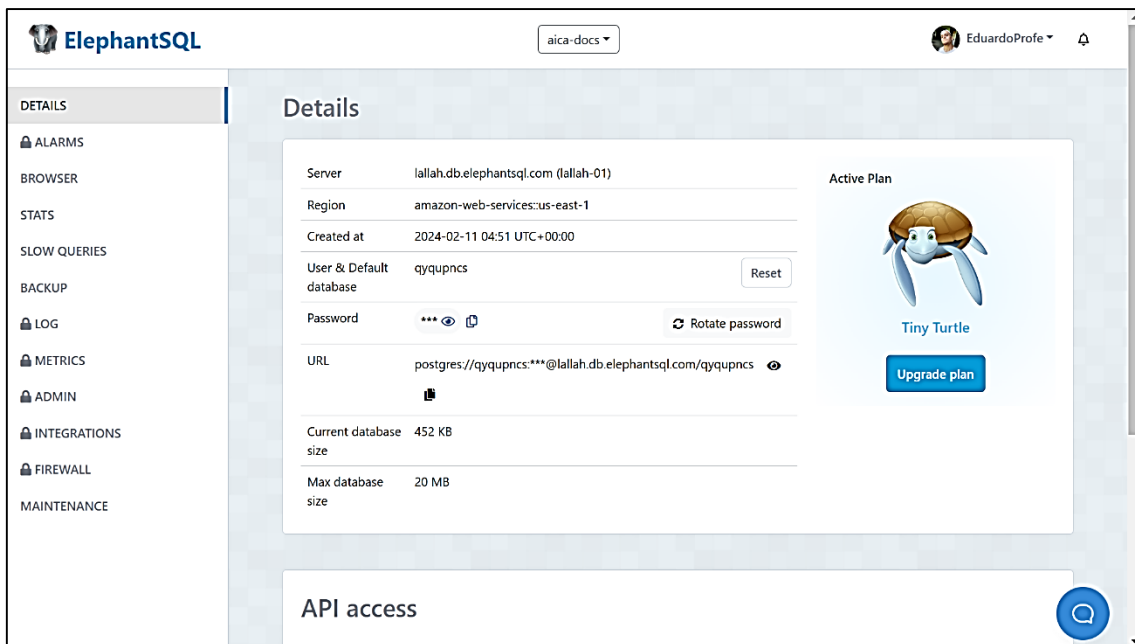 ElephantSQL
aica-docs
EduardoProfe
DETAILS
ALARMS
BROWSER
STATS
SLOW QUERIES
BACKUP
LOG
METRICS
ADMIN
INTEGRATIONS
FIREWALL
MAINTENANCE
Details
Server lallah.db.elephantsql.com (lallah-01)
Region amazon-web-services::us-east-1
Created at 2024-02-11 04:51 UTC+00:00
User & Default
database
qyqupncs Reset
Password *** Rotate password
URL postgres://qyqupncs:***@lallah.db.elephantsql.com/qyqupncs
Current database
size
452 KB
Max database
size
20 MB
Active Plan
Tiny Turtle
Upgrade plan
API access